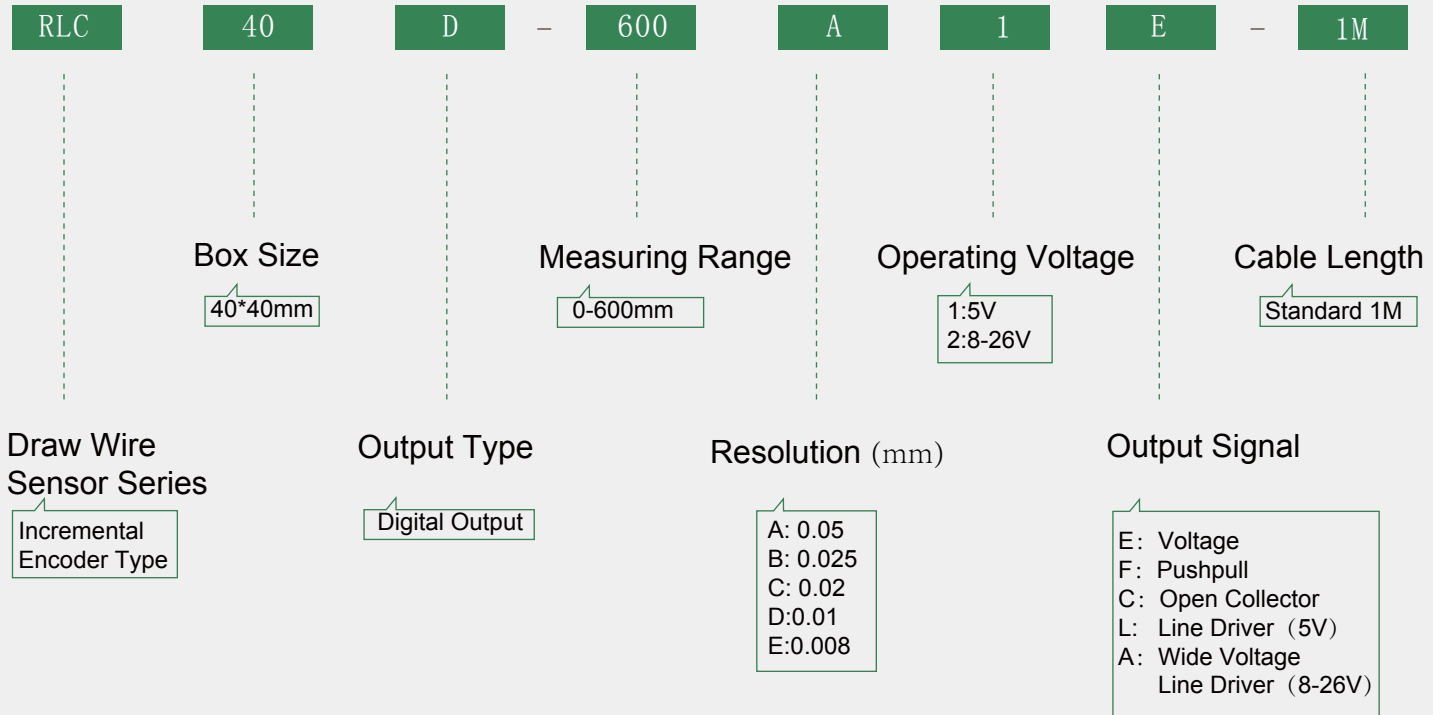 RLC 40 D - 600 A 1 E - 1M
Box Size
40*40mm
Measuring Range
0-600mm
Operating Voltage
1:5V
2:8-26V
Cable Length
Standard 1M
Draw Wire
Sensor Series
Incremental
Encoder Type
Output Type
Digital Output
Resolution (mm)
A: 0.05
B: 0.025
C: 0.02
D:0.01
E:0.008
Output Signal
E: Voltage
F: Pushpull
C: Open Collector
L: Line Driver (5V)
A: Wide Voltage
Line Driver (8-26V)